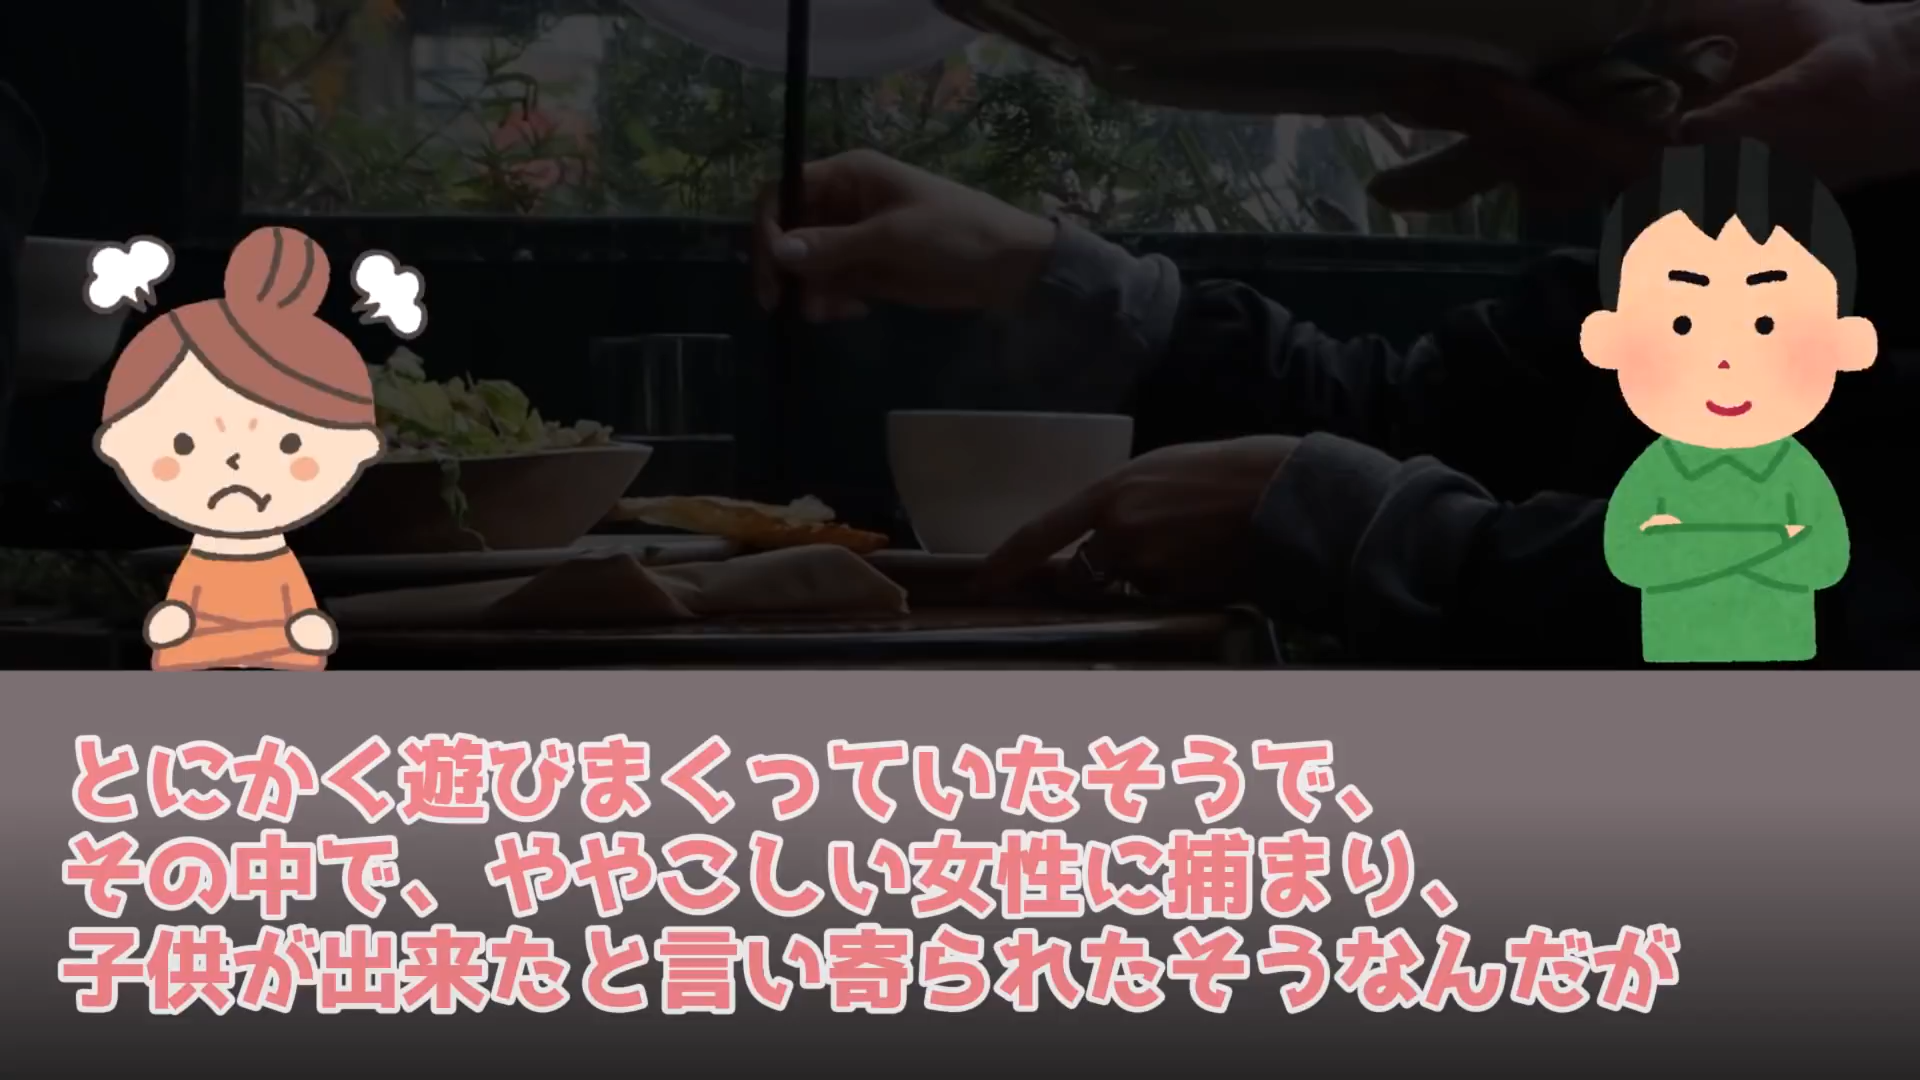 とにかく遊びまくっていたそうで、
その中で、ややこしい女性に捕まり、
子供が出来たと言い寄られたそうなんだが